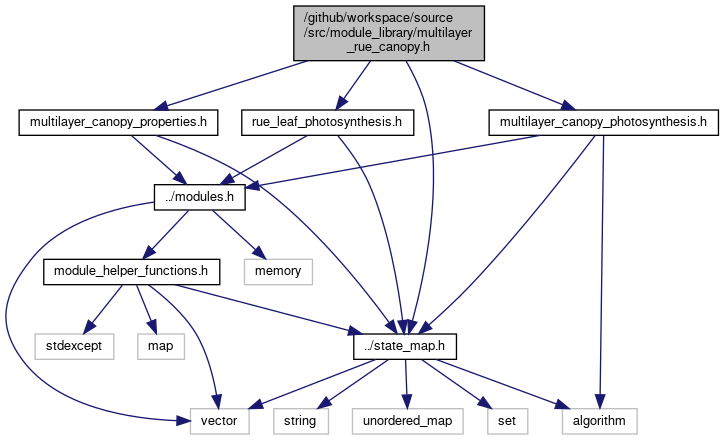 /github/workspace/source
/src/module_library/multilayer
_rue_canopy.h
multilayer_canopy_properties.h
rue_leaf_photosynthesis.h
multilayer_canopy_photosynthesis.h
../modules.h
module_helper_functions.h
memory
stdexcept
map
../state_map.h
vector
string
unordered_map
set
algorithm